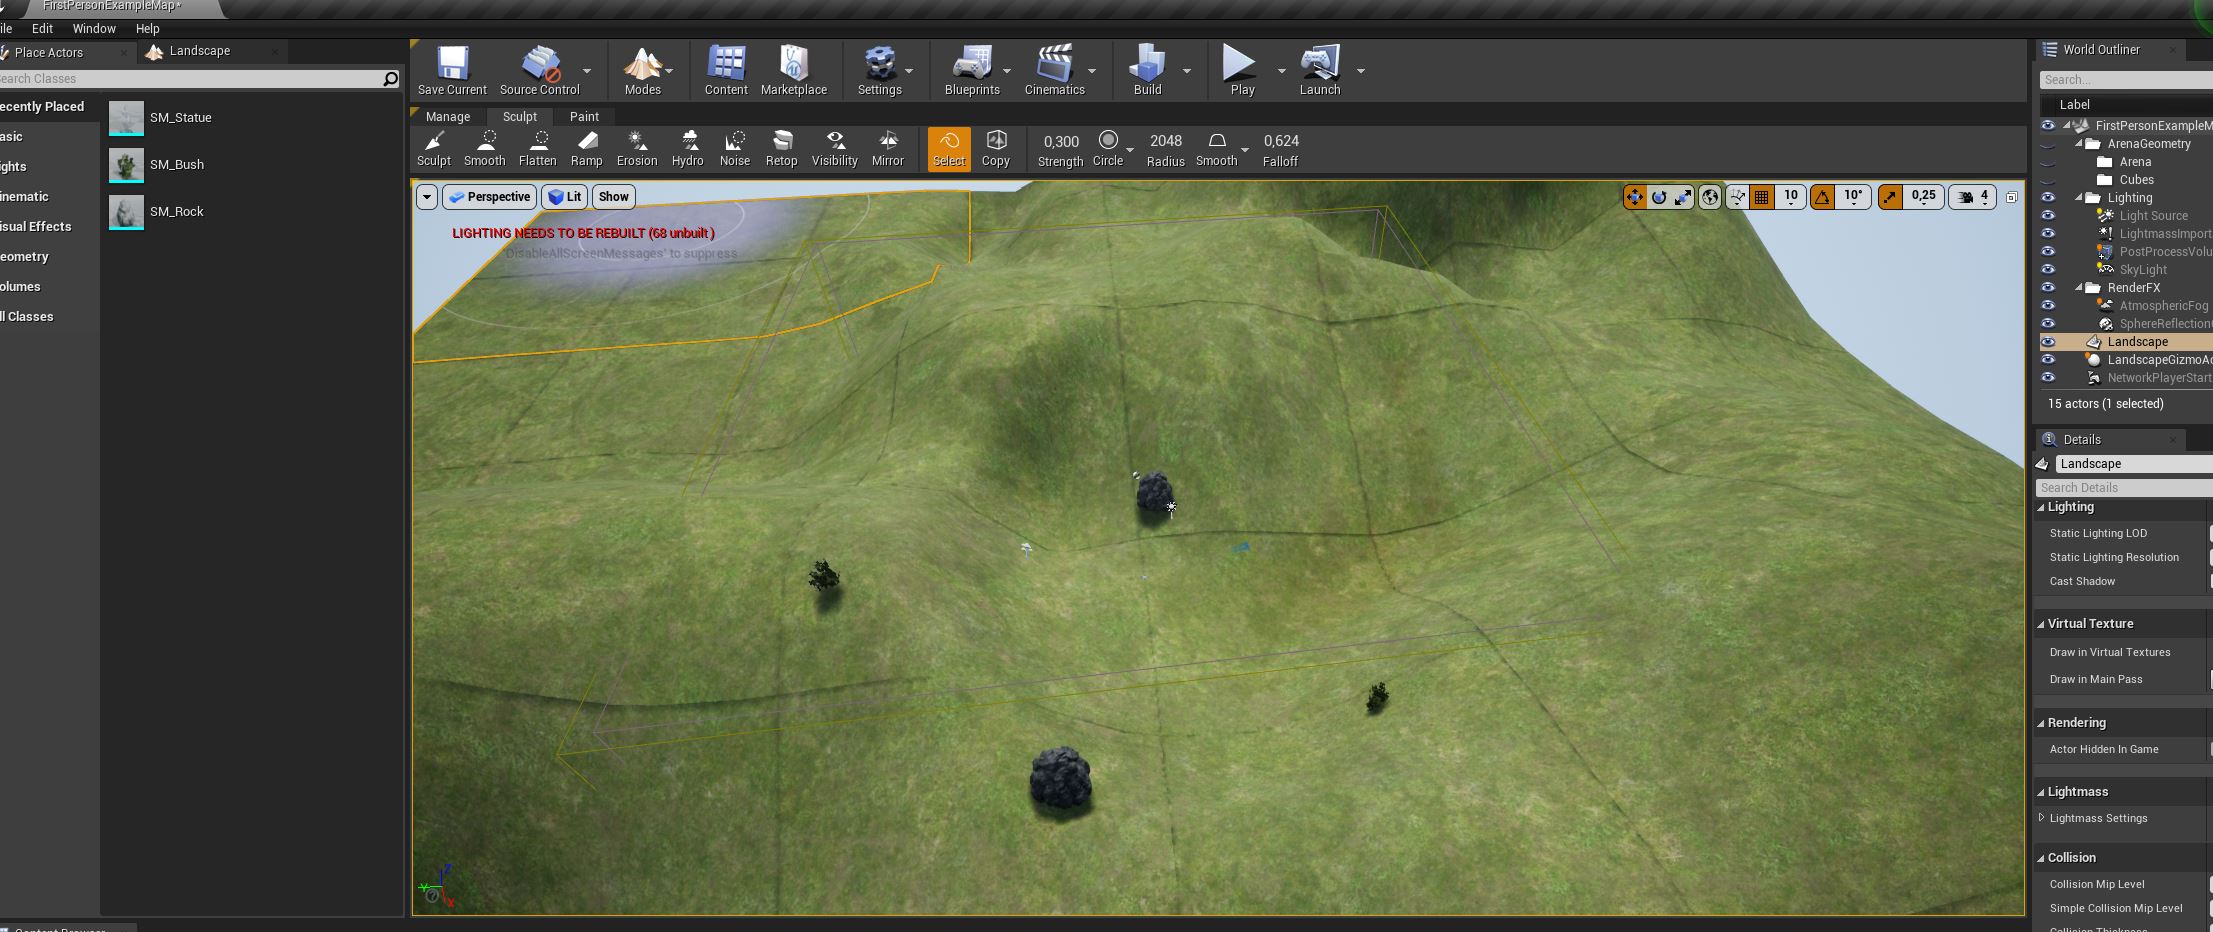 FirstPersonExampleMap*
ile Edit Window Help
Place Actors Landscape
Search Classes
ecently Placed
asic
ights
inematic
isual Effects
eometry
olumes
ll Classes
SM_Statue
SM_Bush
SM_Rock
Save Current Source Control Modes Content Marketplace Settings Blueprints Cinematics Build Play Launch
Manage Sculpt Paint
Sculpt Smooth Flatten Ramp Erosion Hydro Noise Retop Visibility Mirror Select Copy
0,300 2048 0,624
Strength Circle Radius Smooth Falloff
Perspective Lit Show
10 10° 0,25 4
LIGHTING NEEDS TO BE REBUILT (68 unbuilt )
'DisableAllScreenMessages' to suppress
Z
Y
X
World Outliner
Search...
Label
FirstPersonExampleM
ArenaGeometry
Arena
Cubes
Lighting
Light Source
LightmassImport
PostProcessVolu
SkyLight
RenderFX
AtmosphericFog
SphereReflection
Landscape
LandscapeGizmoAc
NetworkPlayerStart
15 actors (1 selected)
Details
Landscape
Search Details
Lighting
Static Lighting LOD
Static Lighting Resolution
Cast Shadow
Virtual Texture
Draw in Virtual Textures
Draw in Main Pass
Rendering
Actor Hidden In Game
Lightmass
Lightmass Settings
Collision
Collision Mip Level
Simple Collision Mip Level
Collision Thickness
Content Browser